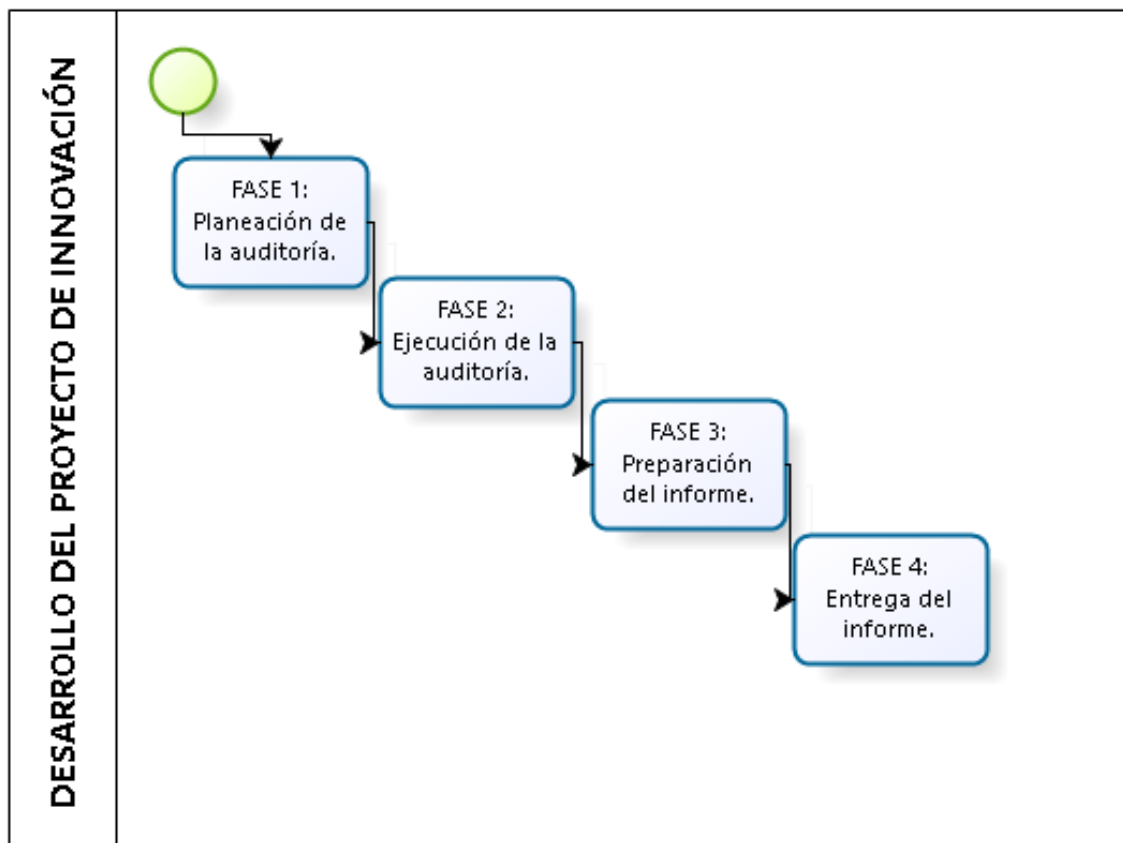 DESARROLLO DEL PROYECTO DE INNOVACIÓN
FASE 1:
Planeación de
la auditoría.
FASE 2:
Ejecución de la
auditoría.
FASE 3:
Preparación
del informe.
FASE 4:
Entrega del
informe.